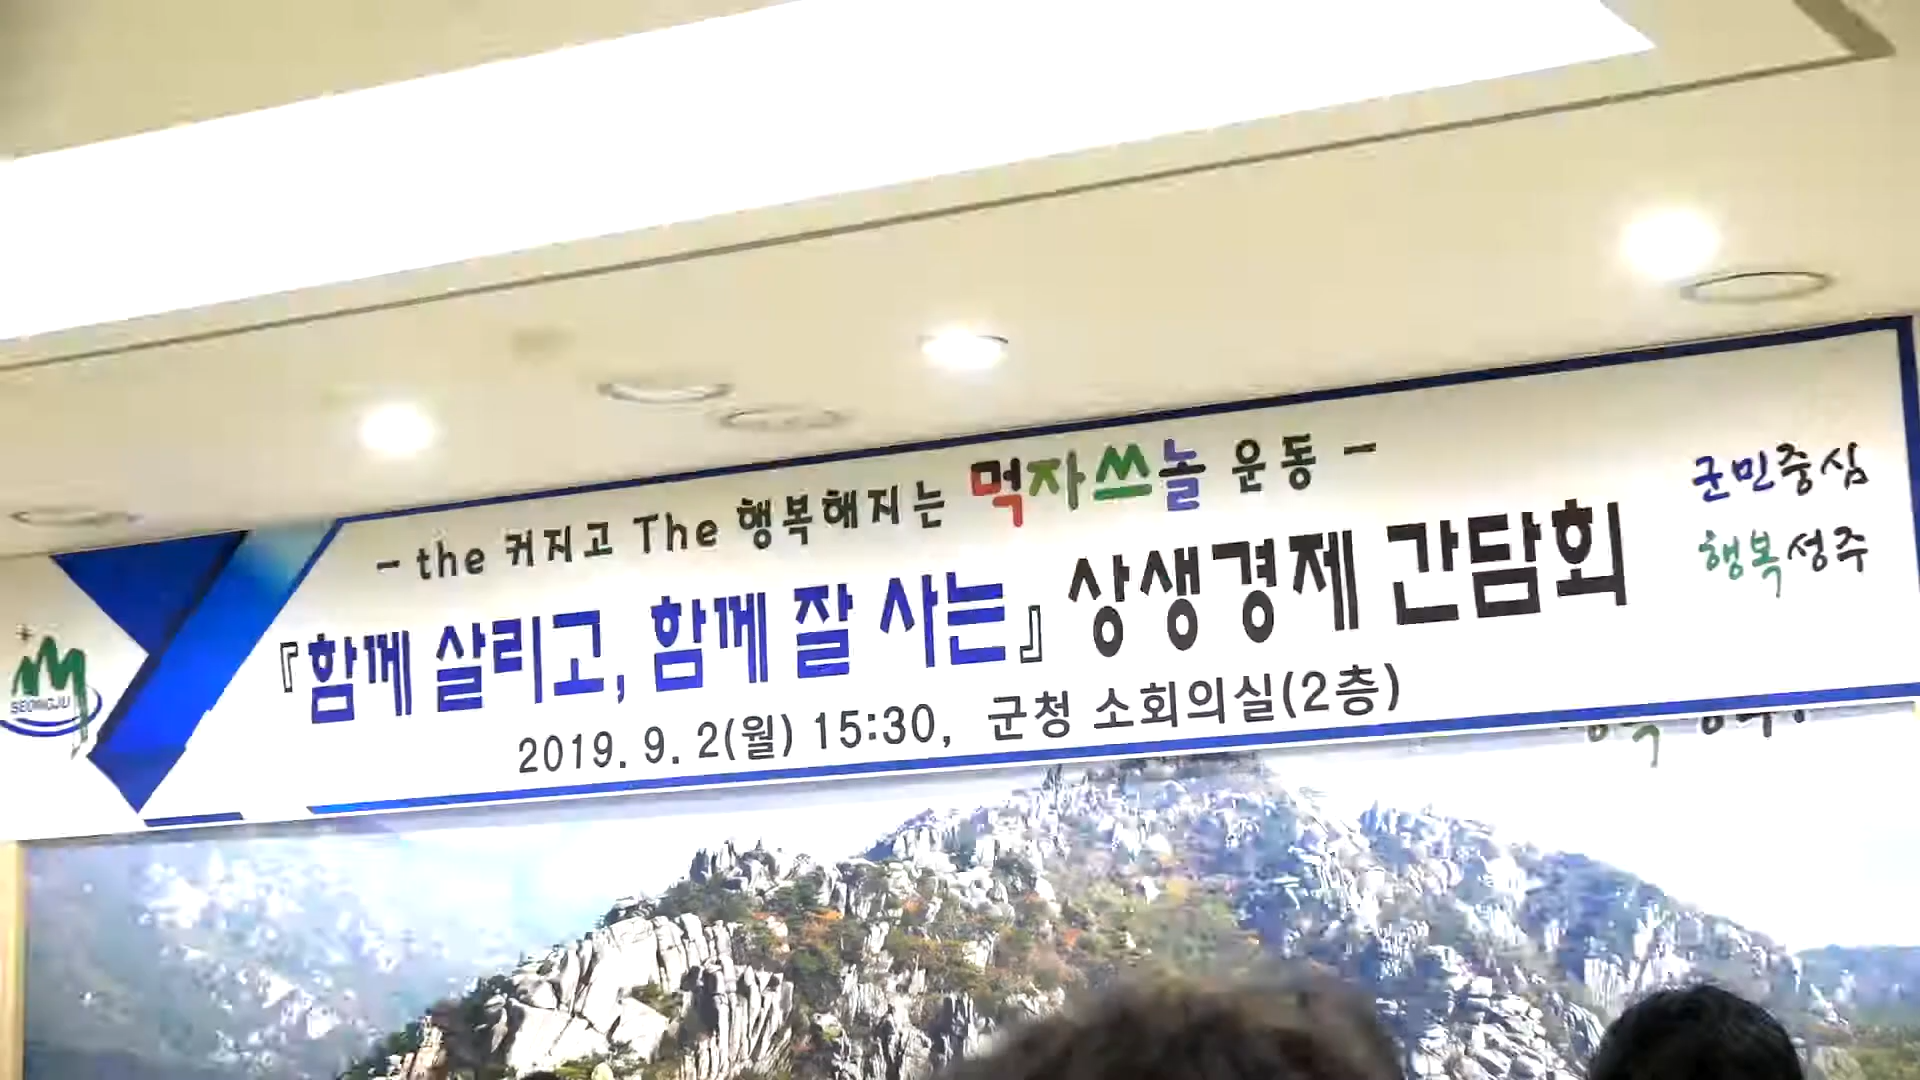 - the 커지고 The 행복해지는 먹자쓰놀 운동 -
『함께 살리고, 함께 잘 사는』 상생경제 간담회
2019. 9. 2(월) 15:30, 군청 소회의실(2층)
군민중심
행복성주
SEONGJU